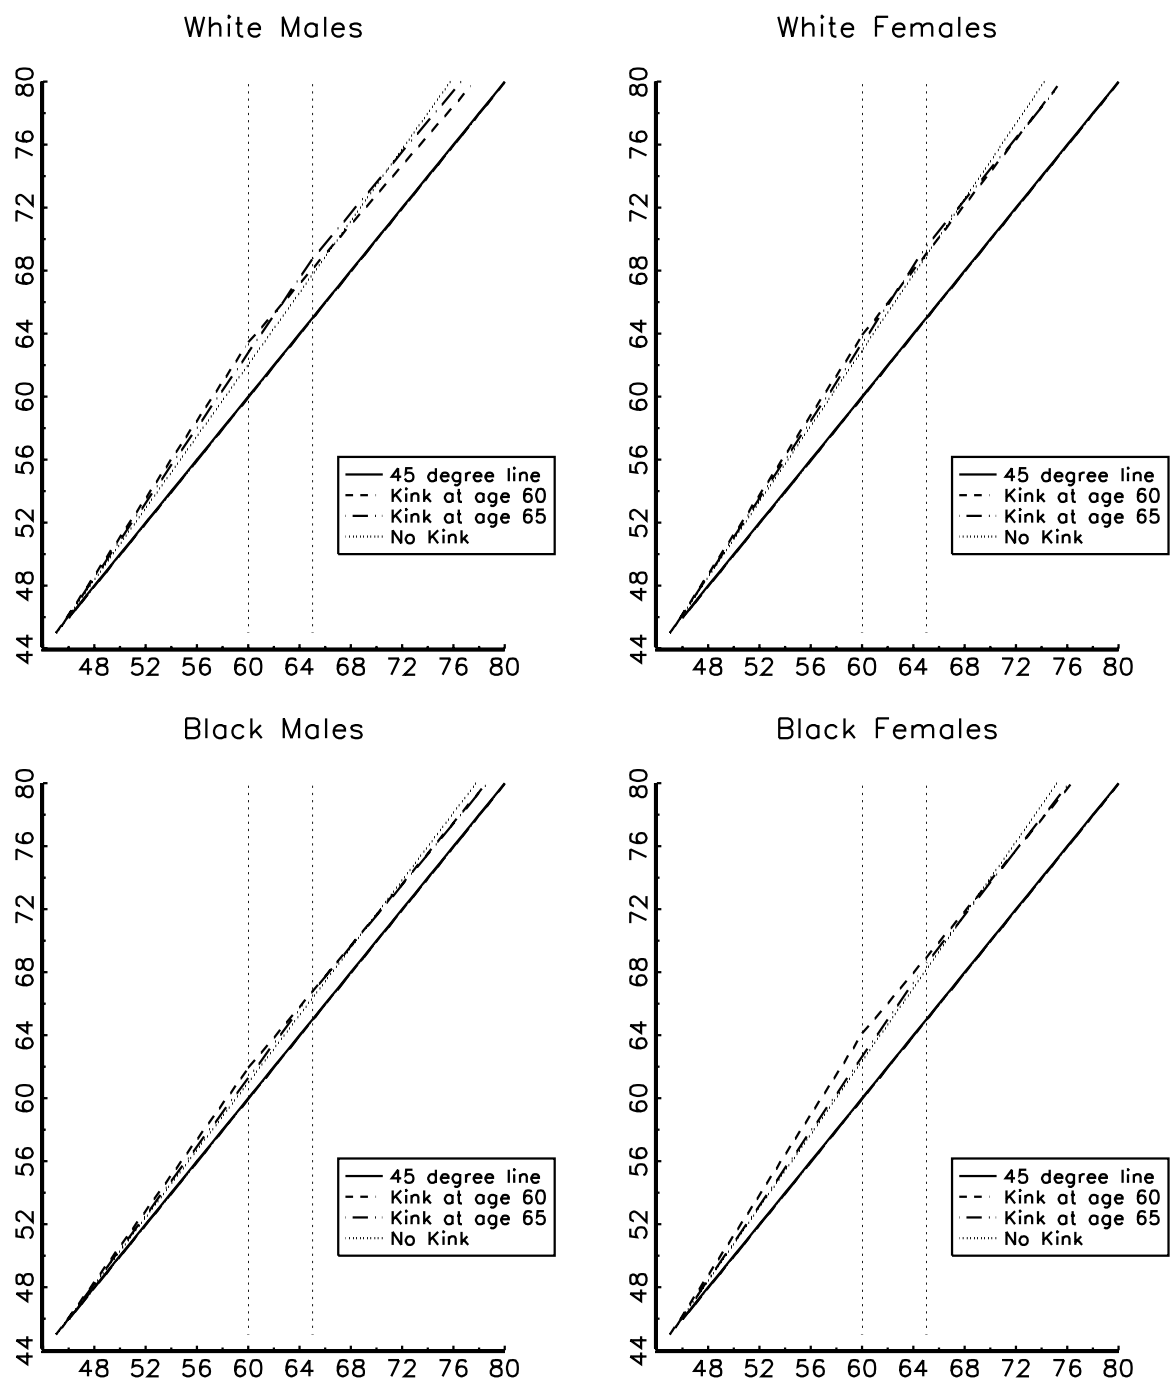 White Males
White Females
80
76
72
68
64
60
56
52
48
44
48 52 56 60 64 68 72 76 80
45 degree line
Kink at age 60
Kink at age 65
No Kink
80
76
72
68
64
60
56
52
48
44
48 52 56 60 64 68 72 76 80
45 degree line
Kink at age 60
Kink at age 65
No Kink
Black Males
Black Females
80
76
72
68
64
60
56
52
48
44
48 52 56 60 64 68 72 76 80
45 degree line
Kink at age 60
Kink at age 65
No Kink
80
76
72
68
64
60
56
52
48
44
48 52 56 60 64 68 72 76 80
45 degree line
Kink at age 60
Kink at age 65
No Kink